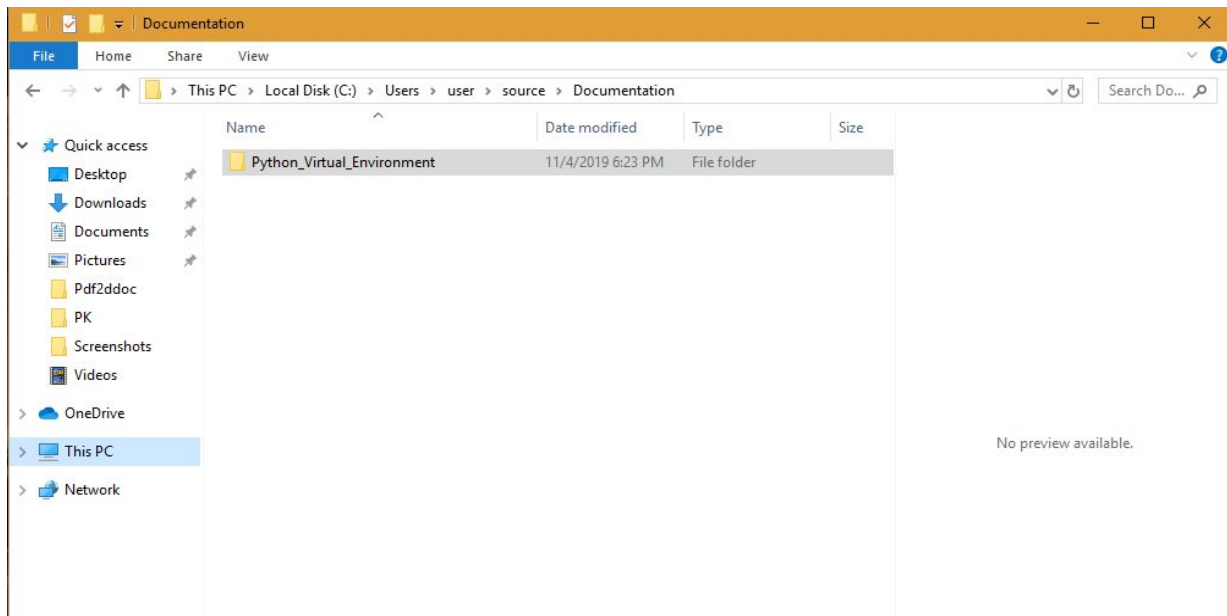 Documentation
File Home Share View
This PC > Local Disk (C:) > Users > user > source > Documentation
Search Do...
Name Date modified Type Size
Quick access
Desktop
Downloads
Documents
Pictures
Pdf2ddoc
PK
Screenshots
Videos
OneDrive
This PC
Network
Python_Virtual_Environment 11/4/2019 6:23 PM File folder
No preview available.